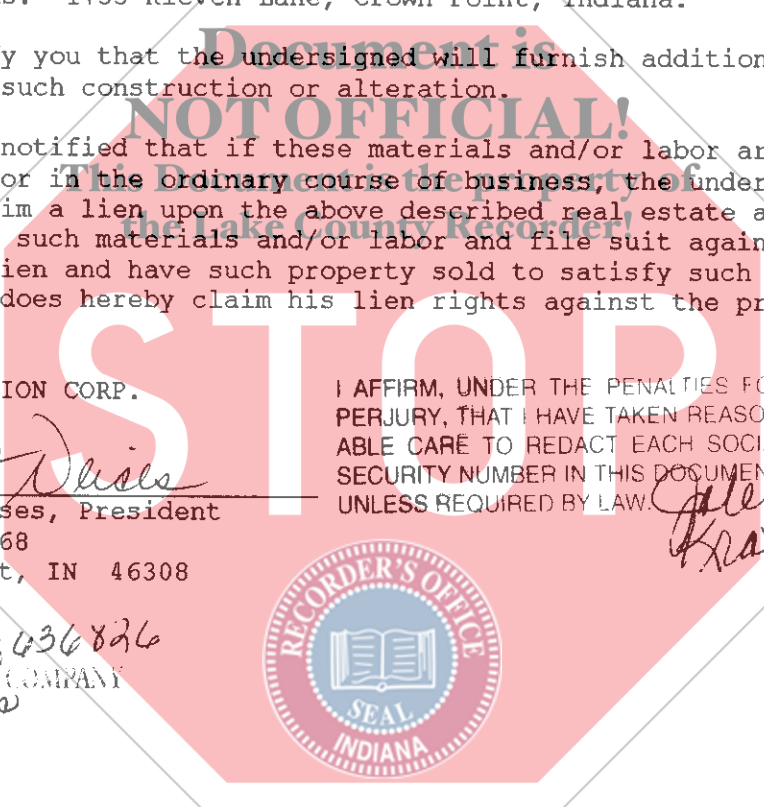 Crown Point, Indiana.
y you that the undersigned will furnish addition
such construction or alteration.
Document is
NOT OFFICIAL!
This Document is the property of
the Lake County Recorder!
notified that if these materials and/or labor ar
or in the ordinary course of business, the under
im a lien upon the above described real estate a
such materials and/or labor and file suit again
ien and have such property sold to satisfy such
does hereby claim his lien rights against the pr
STOP
ION CORP.
ses, President
68
t, IN 46308
636826
COMPANY
I AFFIRM, UNDER THE PENALTIES FO
PERJURY, THAT I HAVE TAKEN REASO
ABLE CARE TO REDACT EACH SOCI
SECURITY NUMBER IN THIS DOCUMEN
UNLESS REQUIRED BY LAW.
RECORDER'S OFFICE
SEAL
INDIANA